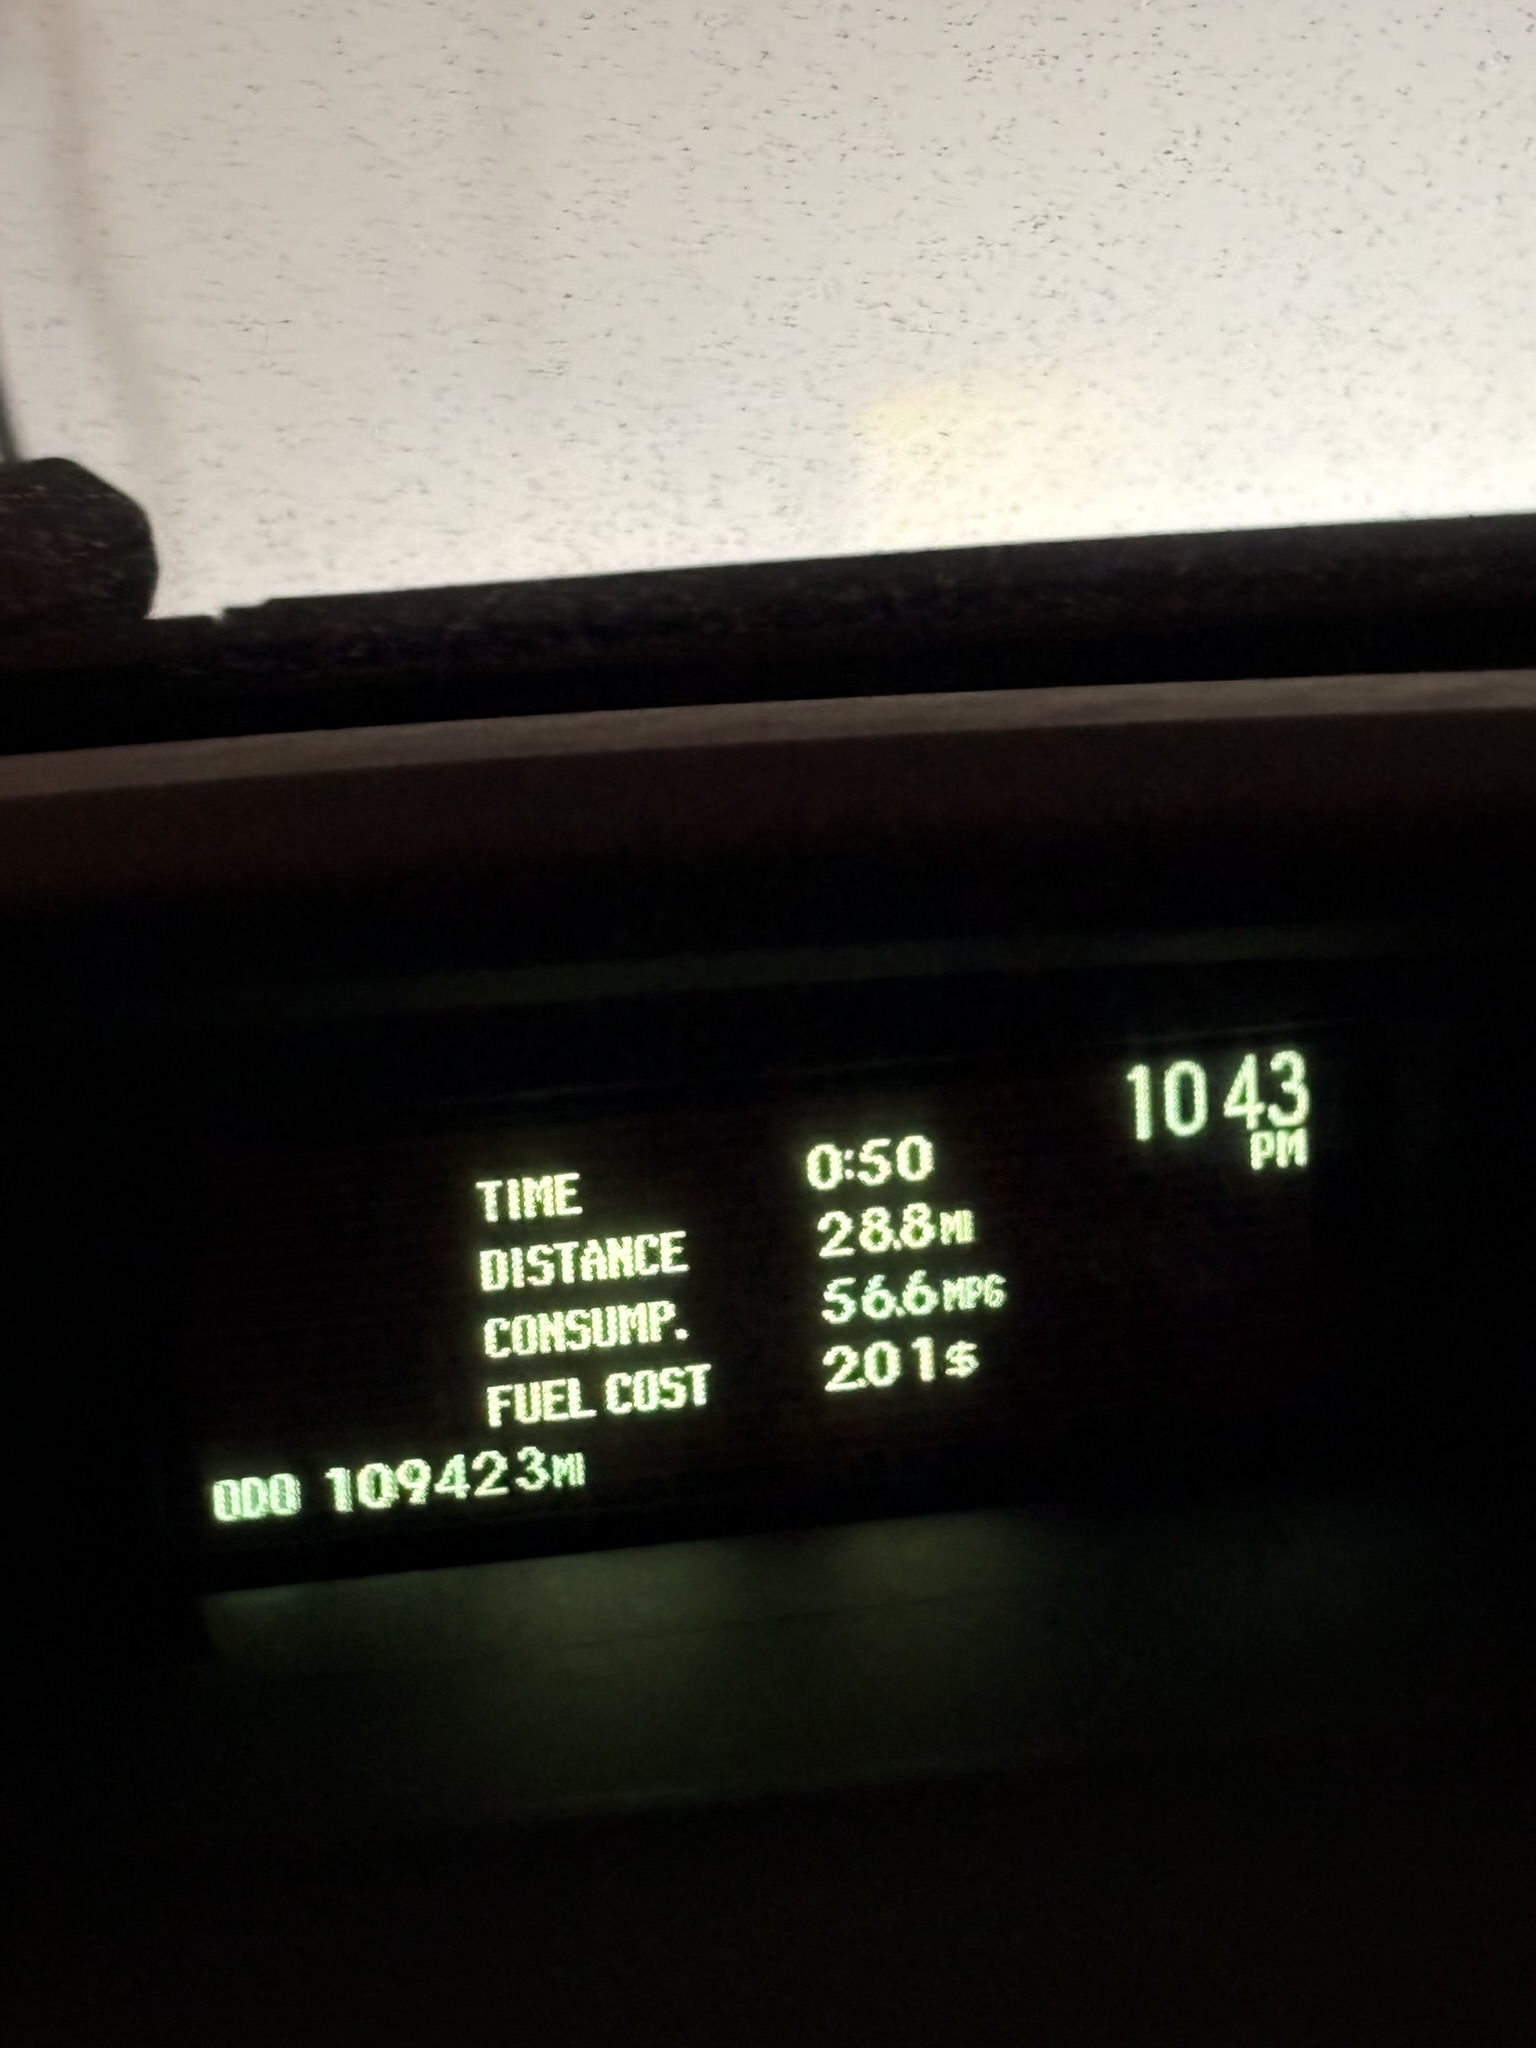 10 43
PM
TIME 0:50
DISTANCE 28.8 MI
CONSUMP. 56.6 MPG
FUEL COST 2.01 $
ODO 109423 MI